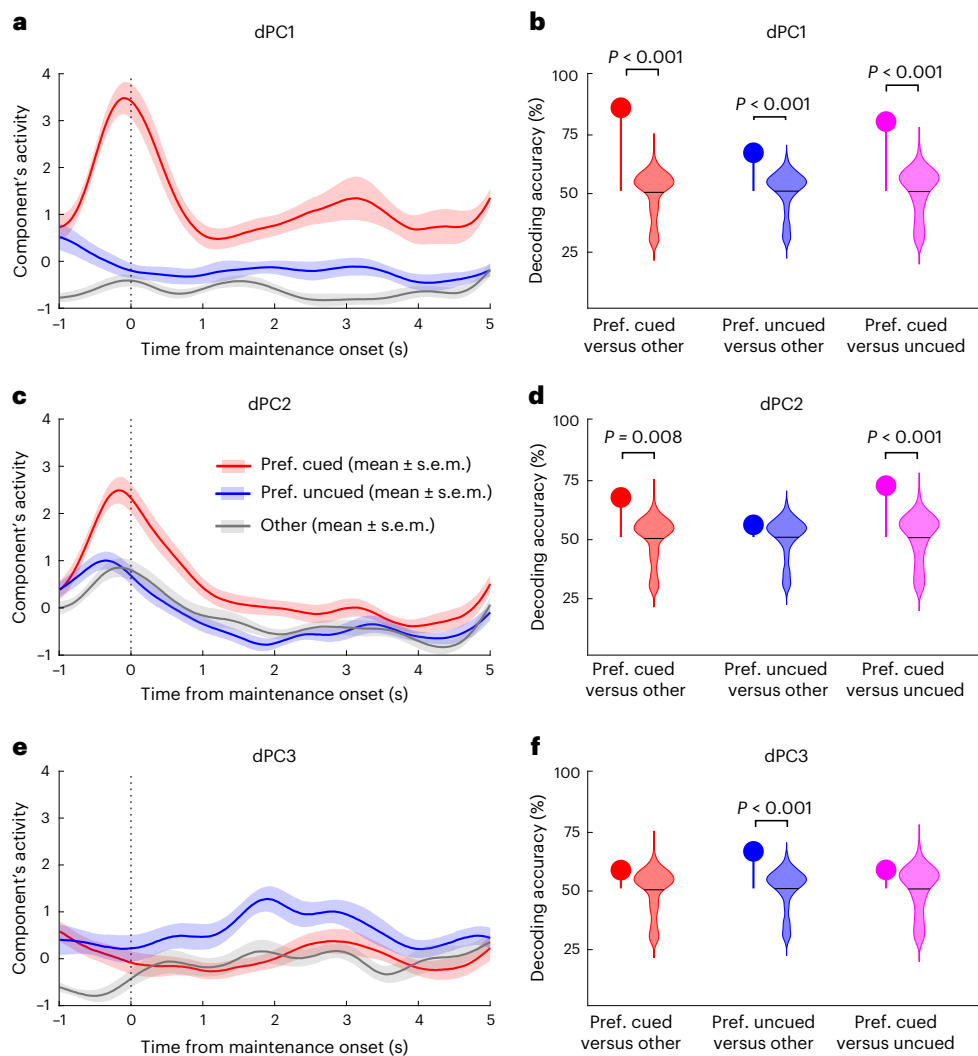 a
dPC1
Component's activity
4
3
2
1
0
–1
–1 0 1 2 3 4 5
Time from maintenance onset (s)
b
dPC1
Decoding accuracy (%)
100
75
50
25
P < 0.001
P < 0.001
P < 0.001
Pref. cued
versus other
Pref. uncued
versus other
Pref. cued
versus uncued
c
dPC2
Component's activity
4
3
2
1
0
–1
Pref. cued (mean ± s.e.m.)
Pref. uncued (mean ± s.e.m.)
Other (mean ± s.e.m.)
–1 0 1 2 3 4 5
Time from maintenance onset (s)
d
dPC2
Decoding accuracy (%)
100
75
50
25
P = 0.008
P < 0.001
Pref. cued
versus other
Pref. uncued
versus other
Pref. cued
versus uncued
e
dPC3
Component's activity
4
3
2
1
0
–1
–1 0 1 2 3 4 5
Time from maintenance onset (s)
f
dPC3
Decoding accuracy (%)
100
75
50
25
P < 0.001
Pref. cued
versus other
Pref. uncued
versus other
Pref. cued
versus uncued